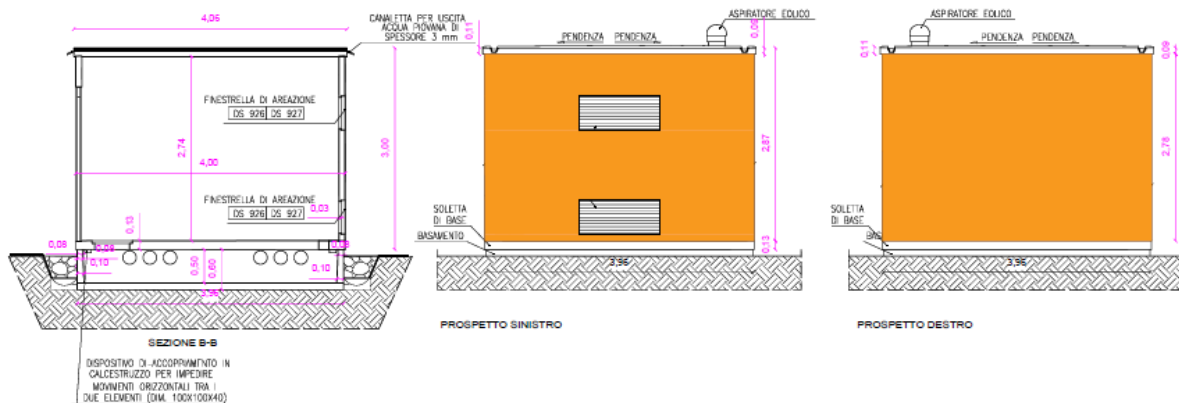 4,06
CANALETTA PER USCITA
ACQUA PIOVANA DI
SPESSORE 3 mm
FINESTRELLA DI AREAZIONE
DS 926 DS 927
2,74
4,00
3,00
FINESTRELLA DI AREAZIONE
DS 926 DS 927
0,03
0,13
0,08
0,10
0,50
0,60
0,10
3,96
SEZIONE B-B
DISPOSITIVO DI ACCOPPIAMENTO IN
CALCESTRUZZO PER IMPEDIRE
MOVIMENTI ORIZZONTALI TRA I
DUE ELEMENTI (DIM. 100X100X40)
ASPIRATORE EOLICO
0,11
PENDENZA PENDENZA
0,09
2,87
SOLETTA
DI BASE
BASAMENTO
0,13
3,96
PROSPETTO SINISTRO
ASPIRATORE EOLICO
0,11
PENDENZA PENDENZA
0,09
2,78
SOLETTA
DI BASE
BAS
3,96
PROSPETTO DESTRO